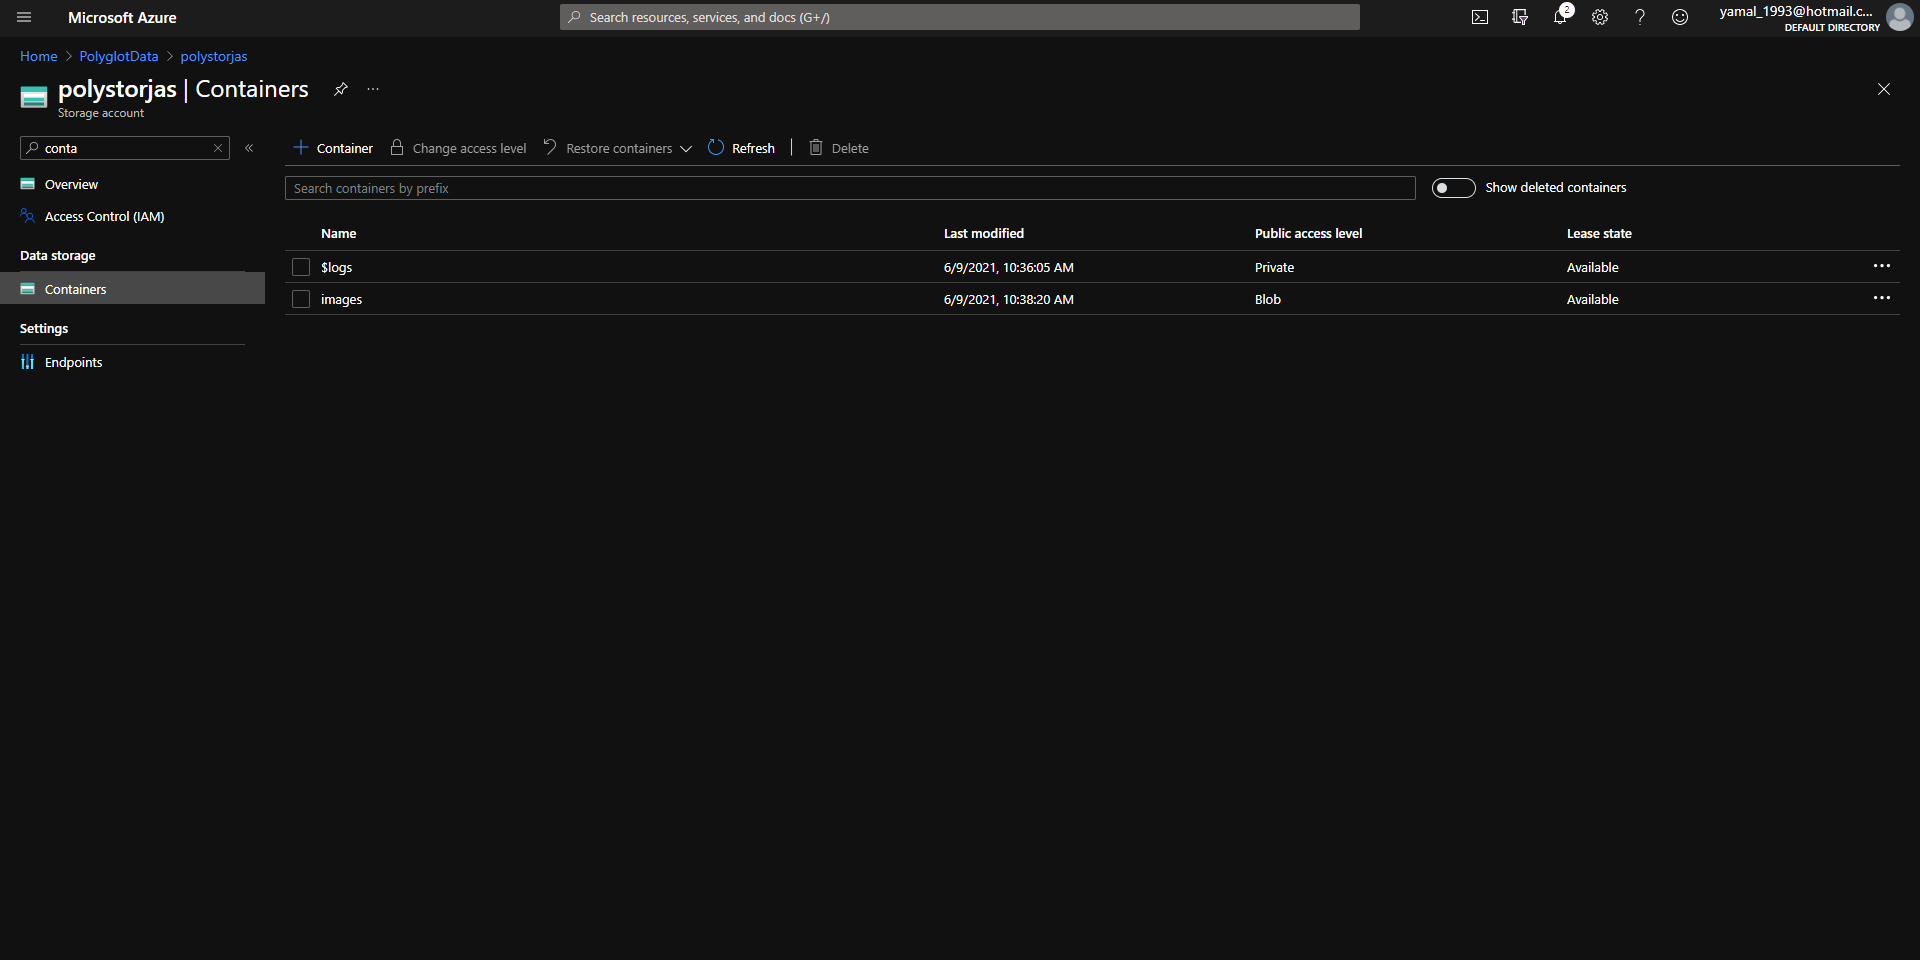 Microsoft Azure
Search resources, services, and docs (G+/)
2
yamal_1993@hotmail.c...
DEFAULT DIRECTORY
Home > PolyglotData > polystorjas
polystorjas | Containers
Storage account
conta
Container
Change access level
Restore containers
Refresh
Delete
Overview
Access Control (IAM)
Data storage
Containers
Settings
Endpoints
Search containers by prefix
Show deleted containers
Name Last modified Public access level Lease state
$logs 6/9/2021, 10:36:05 AM Private Available
images 6/9/2021, 10:38:20 AM Blob Available